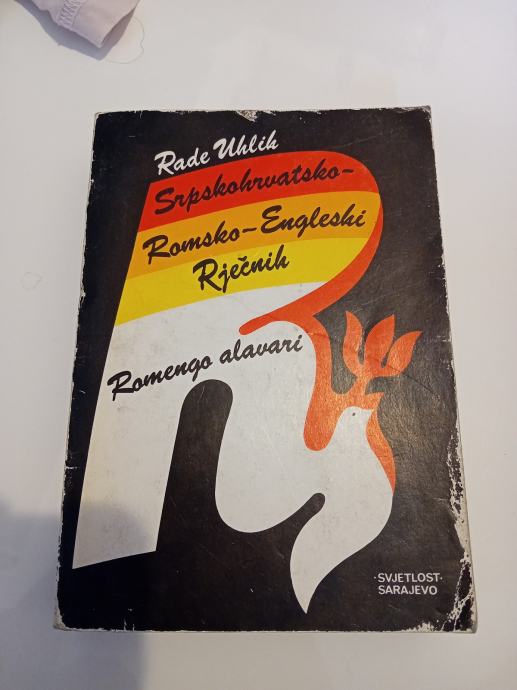 Rade Uhlik
Srpskohrvatsko-
Romsko-Engleski
Rječnik
Romengo alavari
·SVJETLOST·
SARAJEVO